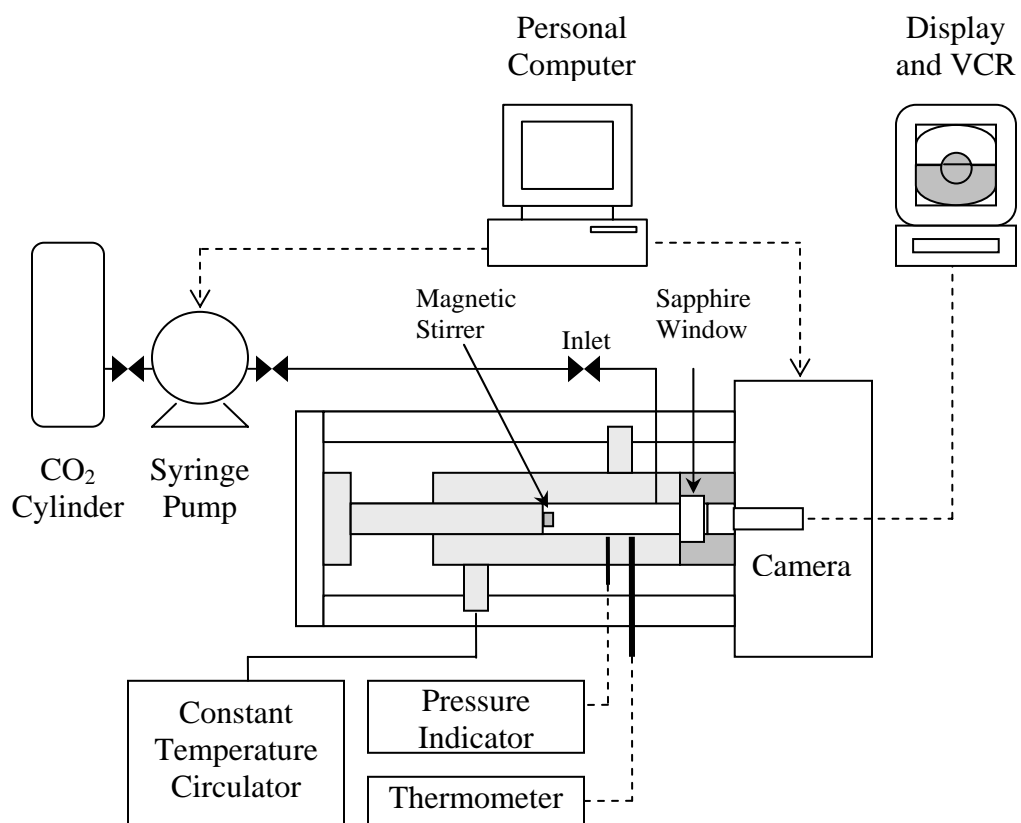 Personal
Computer
Display
and VCR
Magnetic
Stirrer
Sapphire
Window
Inlet
CO₂
Cylinder
Syringe
Pump
Camera
Constant
Temperature
Circulator
Pressure
Indicator
Thermometer